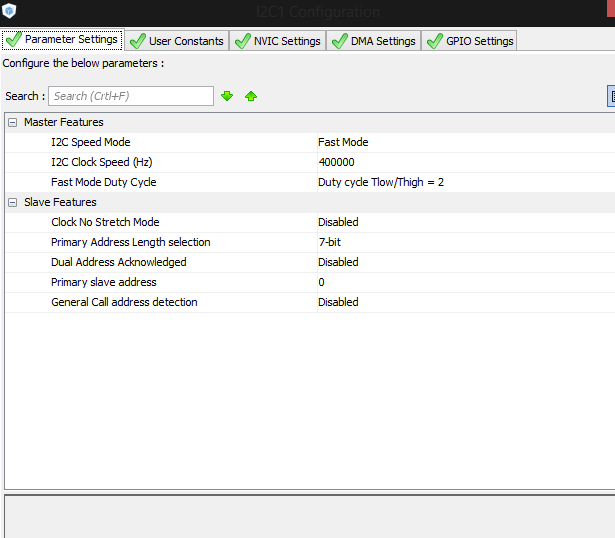 I2C1 Configuration
Parameter Settings User Constants NVIC Settings DMA Settings GPIO Settings
Configure the below parameters :
Search : Search (Crtl+F)
Master Features
I2C Speed Mode Fast Mode
I2C Clock Speed (Hz) 400000
Fast Mode Duty Cycle Duty cycle Tlow/Thigh = 2
Slave Features
Clock No Stretch Mode Disabled
Primary Address Length selection 7-bit
Dual Address Acknowledged Disabled
Primary slave address 0
General Call address detection Disabled